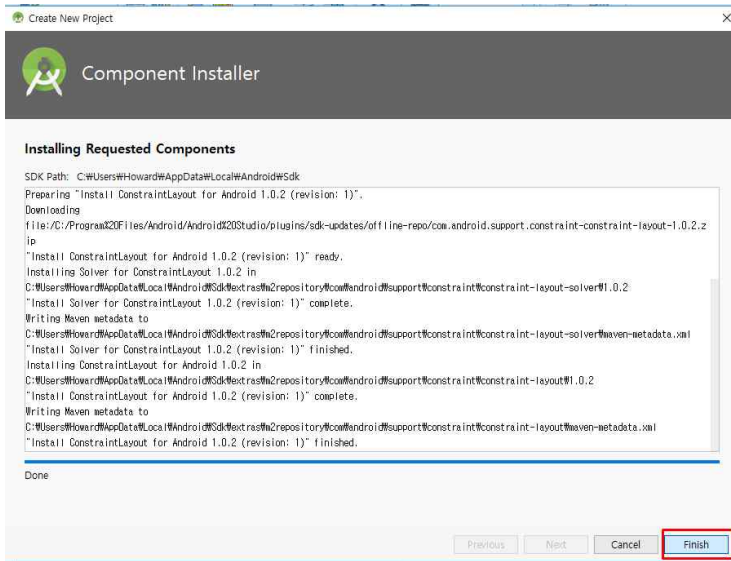 Create New Project
Component Installer
Installing Requested Components
SDK Path: C:₩Users₩Howard₩AppData₩Local₩Android₩Sdk
Preparing "Install ConstraintLayout for Android 1.0.2 (revision: 1)".
Downloading
file:/C:/Program%20Files/Android/Android%20Studio/plugins/sdk-updates/offline-repo/com.android.support.constraint-constraint-layout-1.0.2.z
ip
"Install ConstraintLayout for Android 1.0.2 (revision: 1)" ready.
Installing Solver for ConstraintLayout 1.0.2 in
C:₩Users₩Howard₩AppData₩Local₩Android₩Sdk₩extras₩m2repository₩com₩android₩support₩constraint₩constraint-layout-solver₩1.0.2
"Install Solver for ConstraintLayout 1.0.2 (revision: 1)" complete.
Writing Maven metadata to
C:₩Users₩Howard₩AppData₩Local₩Android₩Sdk₩extras₩m2repository₩com₩android₩support₩constraint₩constraint-layout-solver₩maven-metadata.xml
"Install Solver for ConstraintLayout 1.0.2 (revision: 1)" finished.
Installing ConstraintLayout for Android 1.0.2 in
C:₩Users₩Howard₩AppData₩Local₩Android₩Sdk₩extras₩m2repository₩com₩android₩support₩constraint₩constraint-layout₩1.0.2
"Install ConstraintLayout for Android 1.0.2 (revision: 1)" complete.
Writing Maven metadata to
C:₩Users₩Howard₩AppData₩Local₩Android₩Sdk₩extras₩m2repository₩com₩android₩support₩constraint₩constraint-layout₩maven-metadata.xml
"Install ConstraintLayout for Android 1.0.2 (revision: 1)" finished.
Done
Previous Next Cancel Finish